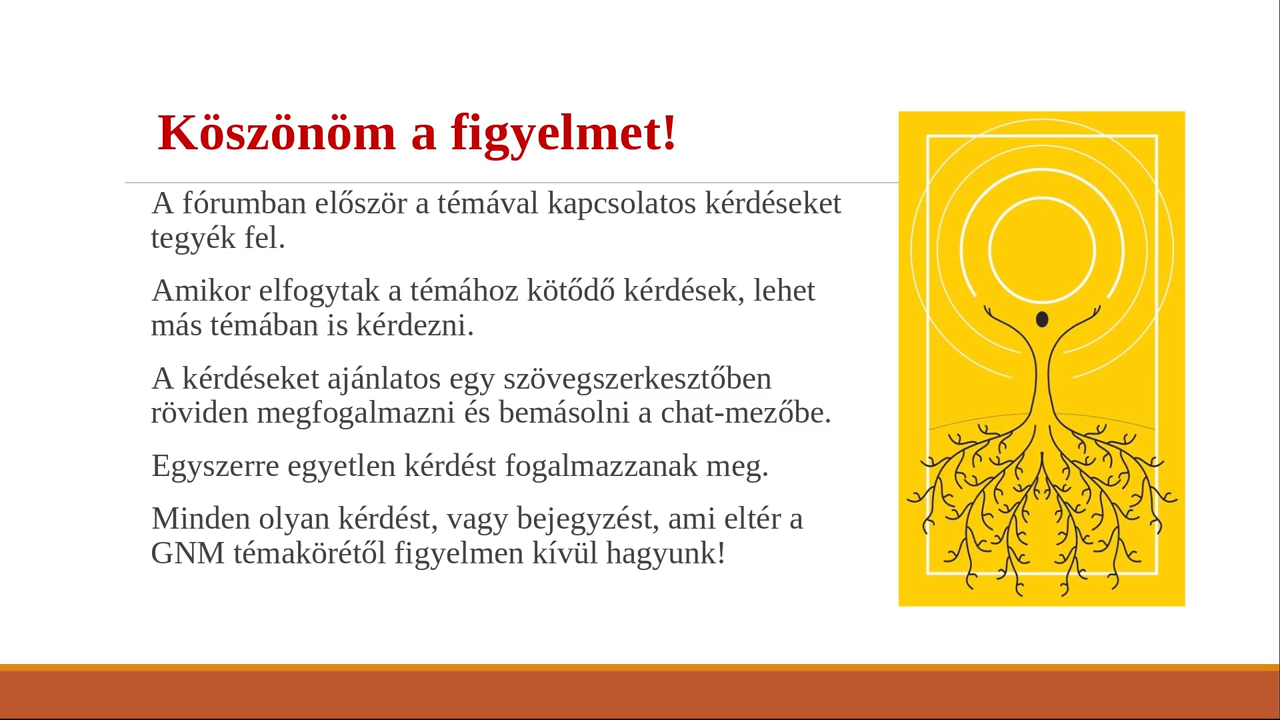 Köszönöm a figyelmet!
A fórumban először a témával kapcsolatos kérdéseket
tegyék fel.
Amikor elfogytak a témához kötődő kérdések, lehet
más témában is kérdezni.
A kérdéseket ajánlatos egy szövegszerkesztőben
röviden megfogalmazni és bemásolni a chat-mezőbe.
Egyszerre egyetlen kérdést fogalmazzanak meg.
Minden olyan kérdést, vagy bejegyzést, ami eltér a
GNM témakörétől figyelmen kívül hagyunk!